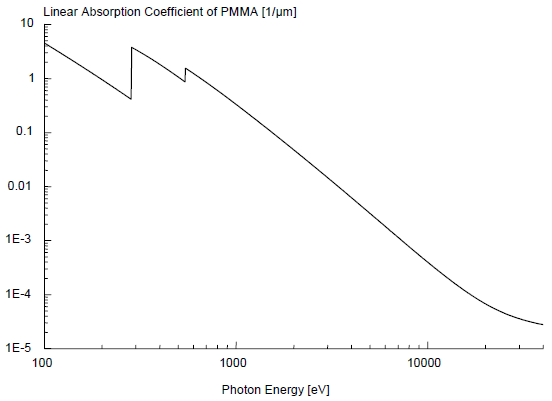 Linear Absorption Coefficient of PMMA [1/µm]
10
1
0.1
0.01
1E-3
1E-4
1E-5
100
1000
10000
Photon Energy [eV]